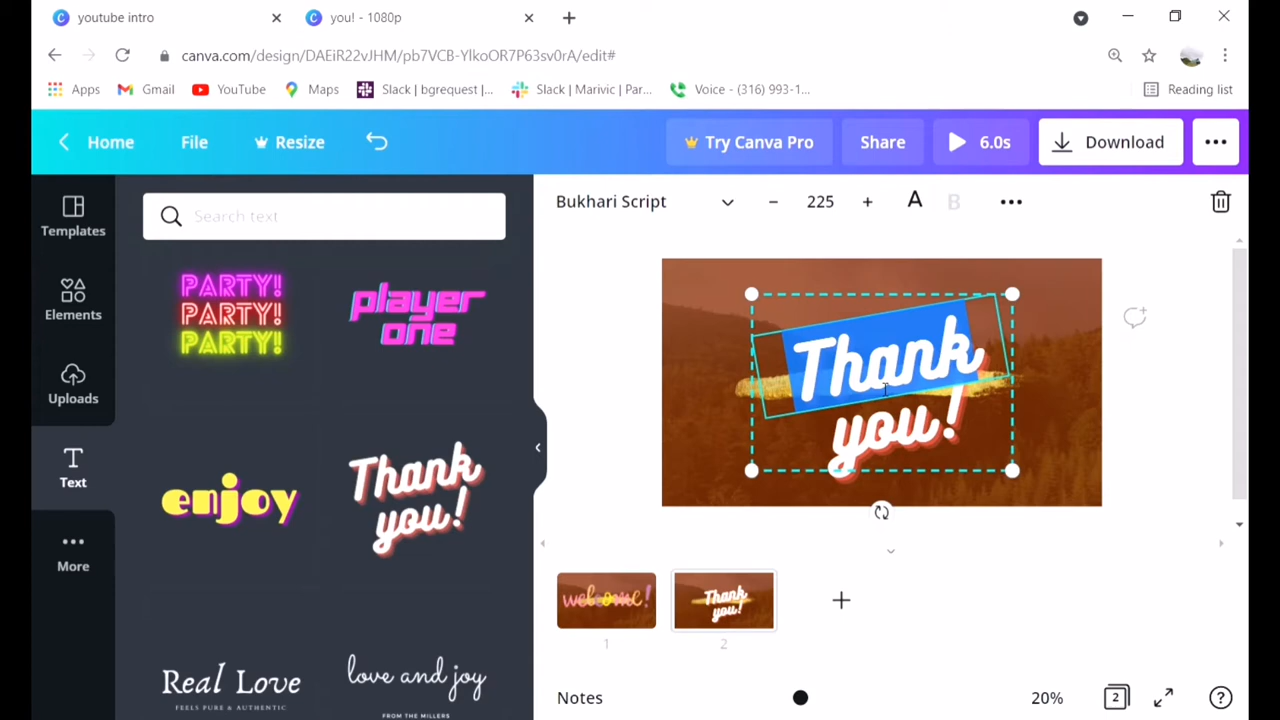 youtube intro
you! - 1080p
canva.com/design/DAEiR22vJHM/pb7VCB-YlkoOR7P63sv0rA/edit#
Apps Gmail YouTube Maps Slack | bgrequest |... Slack | Marivic | Par... Voice - (316) 993-1... Reading list
Home File Resize Try Canva Pro Share 6.0s Download
Templates
Elements
Uploads
Text
More
Search text
PARTY!
PARTY!
PARTY!
player
one
enjoy
Thank
you!
Real Love
FEELS PURE & AUTHENTIC
love and joy
FROM THE MILLERS
Bukhari Script 225 A B
Thank
you!
welcome!
Thank
you!
1 2
Notes 20% 2